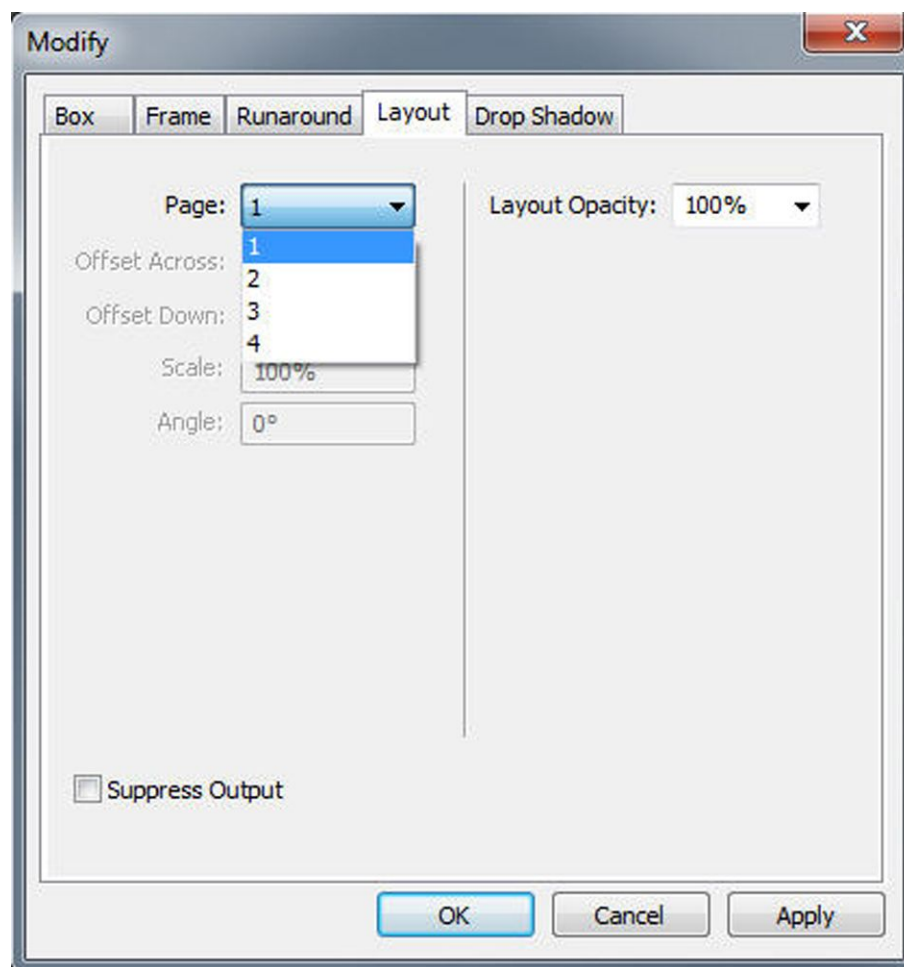 Modify
Box Frame Runaround Layout Drop Shadow
Page: 1 Layout Opacity: 100%
1
Offset Across:
2
Offset Down: 3
4
Scale: 100%
Angle: 0°
Suppress Output
OK Cancel Apply